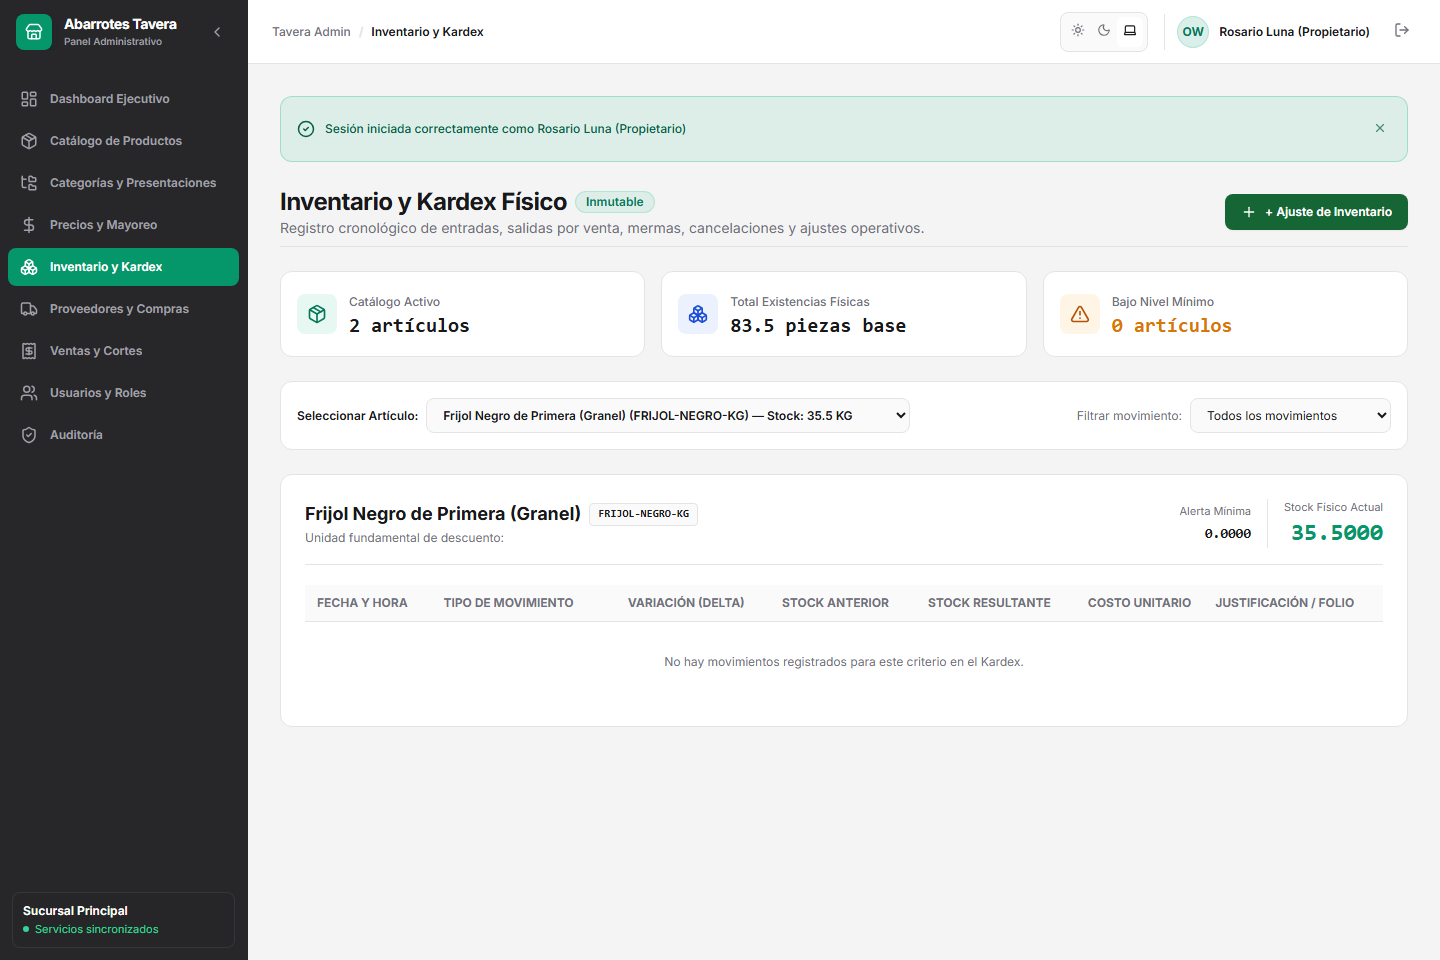 Abarrotes Tavera
Panel Administrativo
Dashboard Ejecutivo
Catálogo de Productos
Categorías y Presentaciones
Precios y Mayoreo
Inventario y Kardex
Proveedores y Compras
Ventas y Cortes
Usuarios y Roles
Auditoría
Sucursal Principal
Servicios sincronizados
Tavera Admin / Inventario y Kardex
OW Rosario Luna (Propietario)
Sesión iniciada correctamente como Rosario Luna (Propietario)
Inventario y Kardex Físico Inmutable
Registro cronológico de entradas, salidas por venta, mermas, cancelaciones y ajustes operativos.
+ Ajuste de Inventario
Catálogo Activo
2 artículos
Total Existencias Físicas
83.5 piezas base
Bajo Nivel Mínimo
0 artículos
Seleccionar Artículo: Frijol Negro de Primera (Granel) (FRIJOL-NEGRO-KG) — Stock: 35.5 KG
Filtrar movimiento: Todos los movimientos
Frijol Negro de Primera (Granel) FRIJOL-NEGRO-KG
Unidad fundamental de descuento:
Alerta Mínima
0.0000
Stock Físico Actual
35.5000
FECHA Y HORA TIPO DE MOVIMIENTO VARIACIÓN (DELTA) STOCK ANTERIOR STOCK RESULTANTE COSTO UNITARIO JUSTIFICACIÓN / FOLIO
No hay movimientos registrados para este criterio en el Kardex.